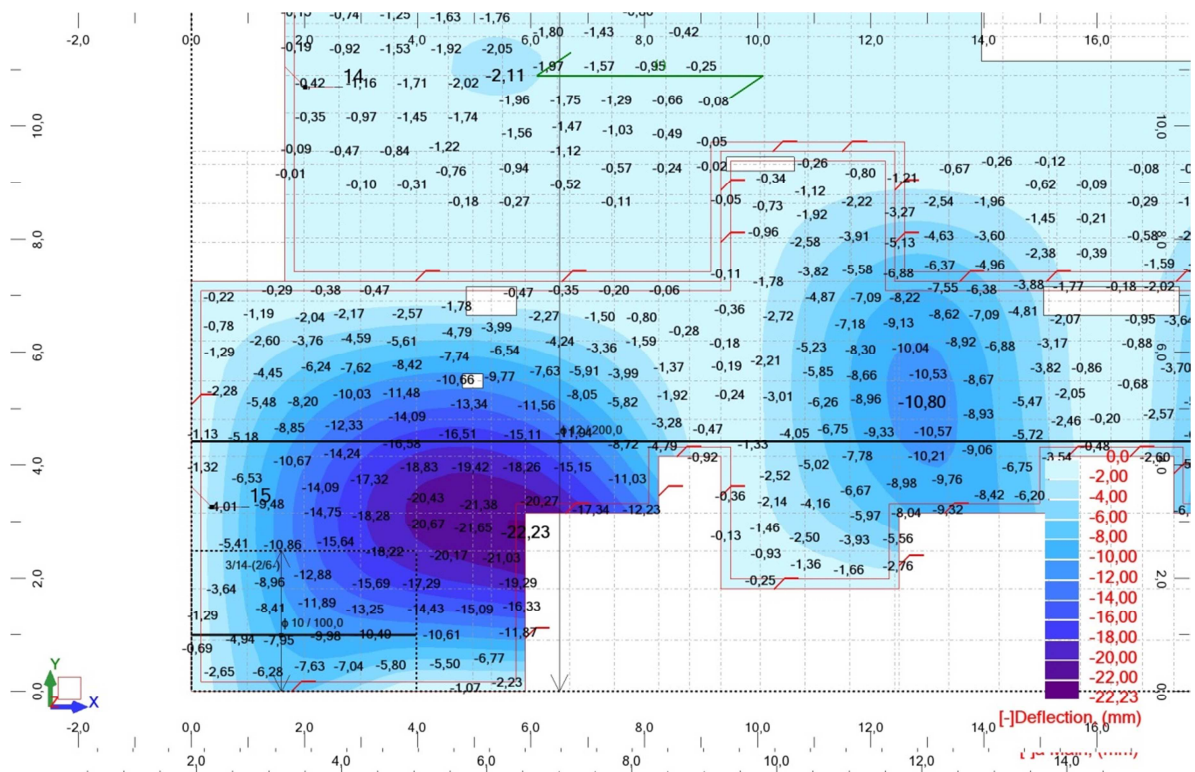 -0,74 -1,25 -1,63 -1,76
-1,80 -1,43 -0,42
-2,0 0,0 2,0 4,0 6,0 8,0 10,0 12,0 14,0 16,0
-0,19 -0,92 -1,53 -1,92 -2,05
-1,97 -1,57 -0,95 -0,25
-0,42 14 -1,16 -1,71 -2,02 -2,11
-1,96 -1,75 -1,29 -0,66 -0,08
-0,35 -0,97 -1,45 -1,74
10,0 -1,56 -1,47 -1,03 -0,49 10,0
-0,09 -0,47 -0,84 -1,22 -1,12 -0,05
-0,01 -0,76 -0,94 -0,57 -0,24 -0,02 -0,26 -0,80 -0,67 -0,26 -0,12 -0,08
-0,10 -0,31 -0,52 -0,34 -1,12 -1,21 -0,62 -0,09
-0,18 -0,27 -0,11 -0,05 -0,73 -2,22 -2,54 -1,96 -0,29
-1,92 -3,27 -1,45 -0,21
8,0 -0,96 -2,58 -3,91 -5,13 -4,63 -3,60 -0,58 8,0
-2,38 -0,39
-0,11 -1,78 -3,82 -5,58 -6,88 -6,37 -4,96 -1,59
-0,22 -0,29 -0,38 -0,47 -0,47 -0,35 -0,20 -0,06 -4,87 -7,09 -8,22 -7,55 -6,38 -3,88 -1,77 -0,18 -2,02
-0,78 -1,19 -2,04 -2,17 -2,57 -1,78 -2,27 -1,50 -0,80 -0,36 -2,72 -7,18 -9,13 -8,62 -7,09 -4,81 -2,07 -0,95 -3,64
6,0 -1,29 -2,60 -3,76 -4,59 -5,61 -4,79 -3,99 -4,24 -3,36 -1,59 -0,28 -0,18 -5,23 -8,30 -10,04 -8,92 -6,88 -3,17 -0,88 6,0
-2,28 -4,45 -6,24 -7,62 -8,42 -7,74 -6,54 -7,63 -5,91 -3,99 -1,37 -0,19 -2,21 -5,85 -8,66 -10,53 -8,67 -3,82 -0,86 -0,68 -3,70
-5,48 -8,20 -10,03 -11,48 -10,66 -9,77 -8,05 -5,82 -1,92 -0,24 -3,01 -6,26 -8,96 -10,80 -8,93 -5,47 -2,05 -2,57
-1,13 -5,18 -8,85 -12,33 -14,09 -13,34 -11,56 -3,28 -0,47 -6,75 -9,33 -10,57 -5,72 -2,46 -0,20
-16,58 -16,51 -15,11 -11,94 ϕ 12 / 200,0 -8,72 -4,79 -1,33 -4,05 -0,48
4,0 -1,32 -10,67 -14,24 -18,83 -19,42 -18,26 -15,15 -0,92 -5,02 -7,78 -10,21 -9,06 -3,54 -2,60 4,0
-6,53 -14,09 -17,32 -11,03 -2,52 -8,98 -9,76 -6,75 0,0
-4,01 15 -9,48 -14,75 -18,28 -20,43 -21,38 -20,27 -17,34 -12,23 -0,36 -2,14 -4,16 -6,67 -8,04 -9,32 -8,42 -6,20 -2,00
-5,41 -10,86 -15,64 -20,67 -21,65 -22,23 -0,13 -1,46 -2,50 -5,97 -3,93 -5,56 -4,00
3/14-(2/6-) -18,22 -20,17 -21,03 -0,93 -1,36 -1,66 -2,76 -6,00
2,0 -3,64 -8,96 -12,88 -15,69 -17,29 -19,29 -0,25 -8,00 2,0
-1,29 -8,41 -11,89 -13,25 -14,43 -15,09 -16,33 -10,00
ϕ 10 / 100,0 -12,00
-0,69 -4,94 -7,95 -9,98 -10,40 -10,61 -11,87 -14,00
-2,65 -6,28 -7,63 -7,04 -5,80 -5,50 -6,77 -16,00
-1,07 -2,23 -18,00
0,0 -20,00 0,0
-22,00
-22,23
Y
Z X
[-]Deflection, (mm)
-2,0 0,0 2,0 4,0 6,0 8,0 10,0 12,0 14,0 16,0
2,0 4,0 6,0 8,0 10,0 12,0 14,0